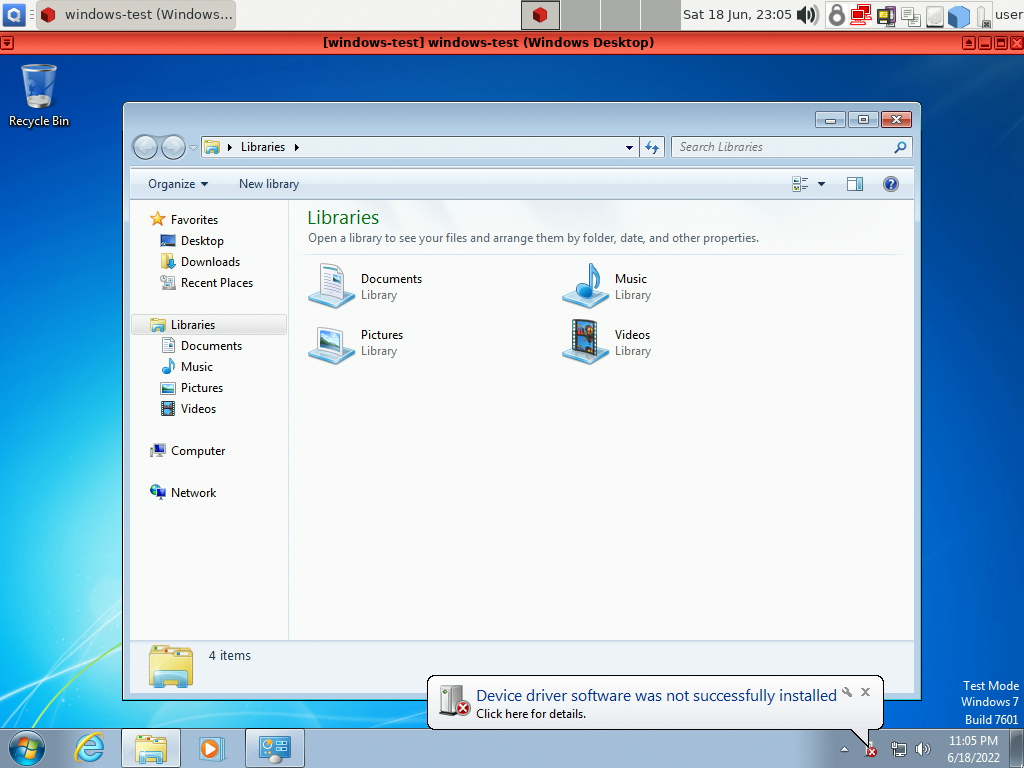 windows-test (Windows...
Sat 18 Jun, 23:05
user
[windows-test] windows-test (Windows Desktop)
Recycle Bin
Libraries
Search Libraries
Organize
New library
Favorites
Desktop
Downloads
Recent Places
Libraries
Documents
Music
Pictures
Videos
Computer
Network
Libraries
Open a library to see your files and arrange them by folder, date, and other properties.
Documents
Library
Music
Library
Pictures
Library
Videos
Library
4 items
Device driver software was not successfully installed
Click here for details.
Test Mode
Windows 7
Build 7601
11:05 PM
6/18/2022